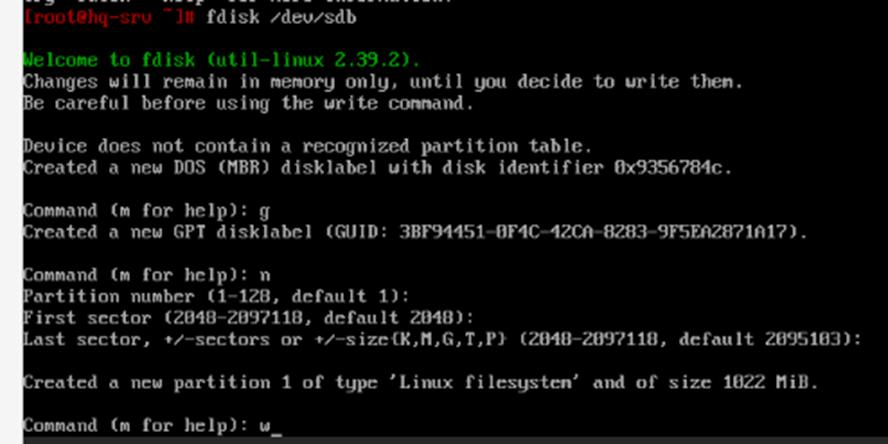 [root@hq-srv ~]# fdisk /dev/sdb
Welcome to fdisk (util-linux 2.39.2).
Changes will remain in memory only, until you decide to write them.
Be careful before using the write command.
Device does not contain a recognized partition table.
Created a new DOS (MBR) disklabel with disk identifier 0x9356784c.
Command (m for help): g
Created a new GPT disklabel (GUID: 3BF94451-0F4C-42CA-8283-9F5EA2871A17).
Command (m for help): n
Partition number (1-128, default 1):
First sector (2048-2097118, default 2048):
Last sector, +/-sectors or +/-size{K,M,G,T,P} (2048-2097118, default 2095103):
Created a new partition 1 of type 'Linux filesystem' and of size 1022 MiB.
Command (m for help): w_